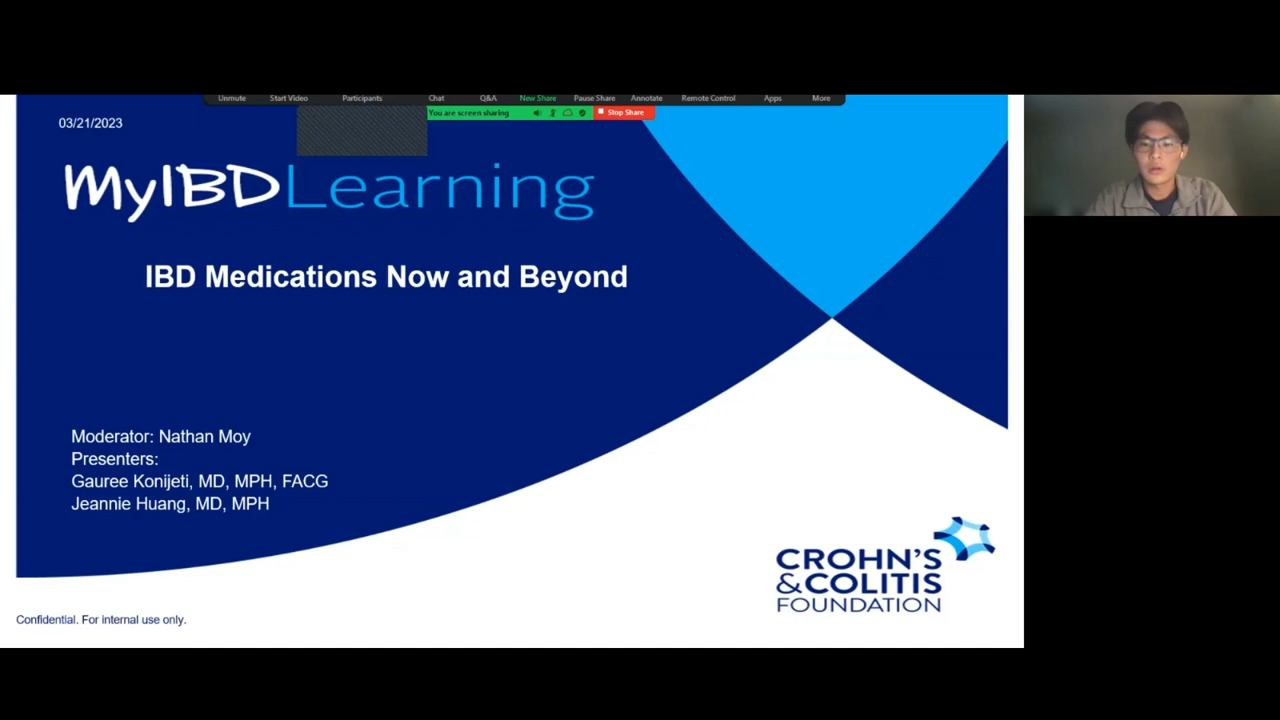 Unmute Start Video Participants Chat Q&A New Share Pause Share Annotate Remote Control Apps More
You are screen sharing Stop Share
03/21/2023
MyIBDLearning
IBD Medications Now and Beyond
Moderator: Nathan Moy
Presenters:
Gauree Konijeti, MD, MPH, FACG
Jeannie Huang, MD, MPH
CROHN'S
&COLITIS
FOUNDATION
Confidential. For internal use only.